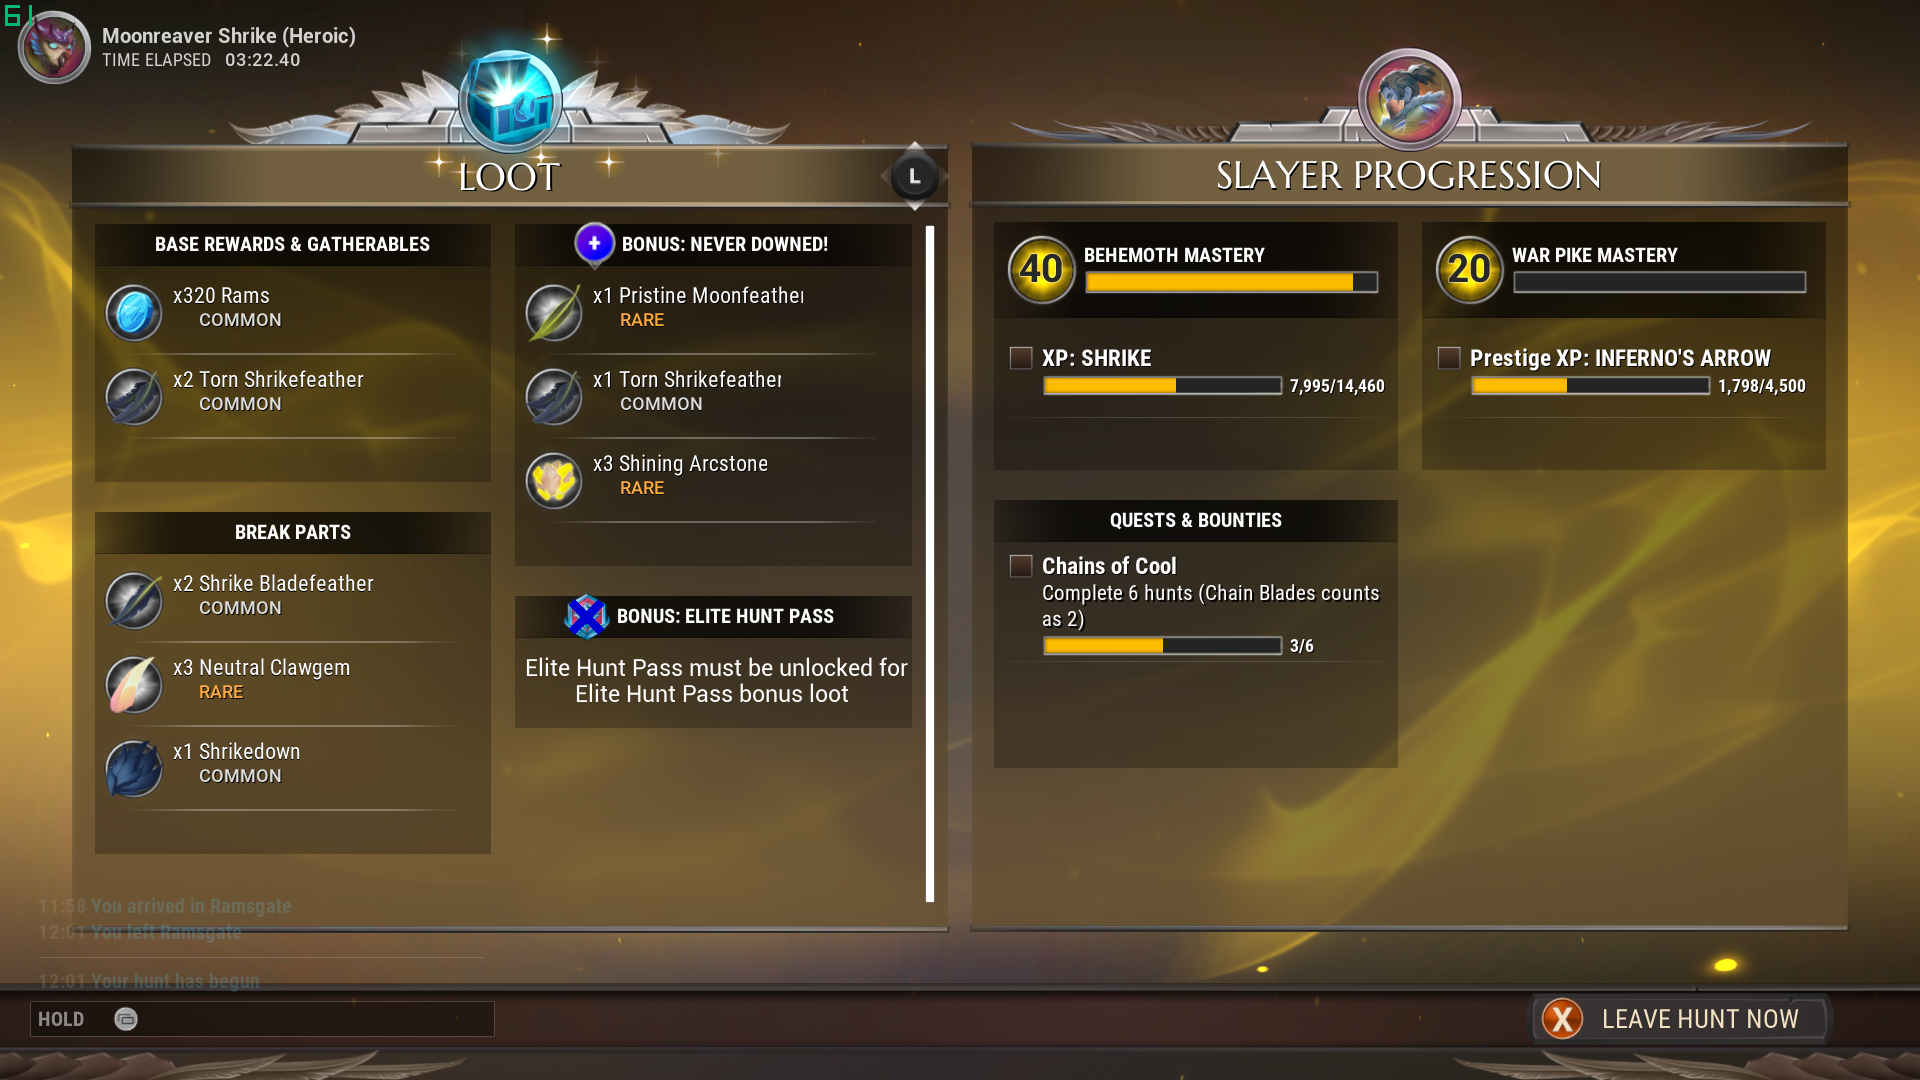 61
Moonreaver Shrike (Heroic)
TIME ELAPSED 03:22.40
LOOT
L
BASE REWARDS & GATHERABLES
x320 Rams
COMMON
x2 Torn Shrikefeather
COMMON
BREAK PARTS
x2 Shrike Bladefeather
COMMON
x3 Neutral Clawgem
RARE
x1 Shrikedown
COMMON
BONUS: NEVER DOWNED!
x1 Pristine Moonfeather
RARE
x1 Torn Shrikefeather
COMMON
x3 Shining Arcstone
RARE
BONUS: ELITE HUNT PASS
Elite Hunt Pass must be unlocked for
Elite Hunt Pass bonus loot
SLAYER PROGRESSION
40 BEHEMOTH MASTERY
XP: SHRIKE
7,995/14,460
20 WAR PIKE MASTERY
Prestige XP: INFERNO'S ARROW
1,798/4,500
QUESTS & BOUNTIES
Chains of Cool
Complete 6 hunts (Chain Blades counts
as 2)
3/6
11:58 You arrived in Ramsgate
12:01 You left Ramsgate
12:01 Your hunt has begun
HOLD
X LEAVE HUNT NOW